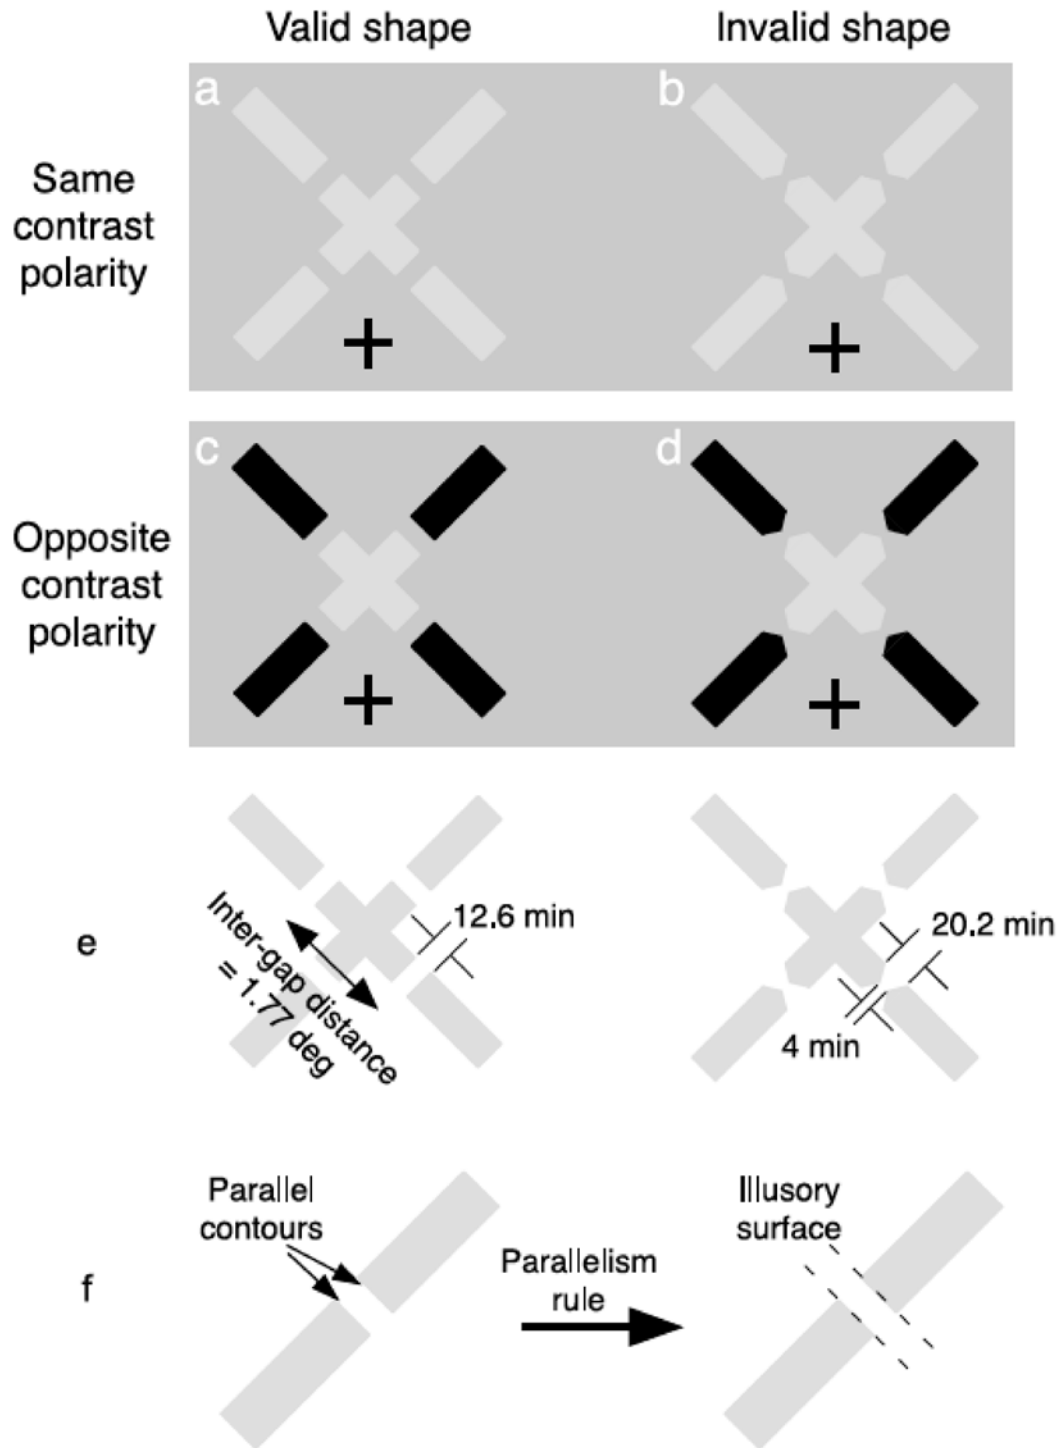 Valid shape
Invalid shape
Same
contrast
polarity
a
b
Opposite
contrast
polarity
c
d
e
Inter-gap distance
= 1.77 deg
12.6 min
20.2 min
4 min
f
Parallel
contours
Parallelism
rule
Illusory
surface